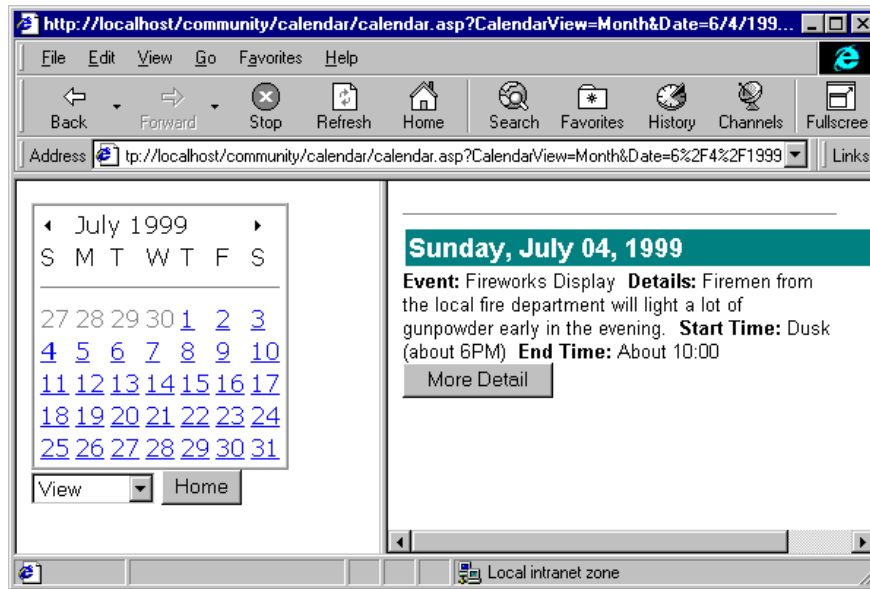 http://localhost/community/calendar/calendar.asp?CalendarView=Month&Date=6/4/199...
File Edit View Go Favorites Help
Back Forward Stop Refresh Home Search Favorites History Channels Fullscree
Address tp://localhost/community/calendar/calendar.asp?CalendarView=Month&Date=6%2F4%2F1999 Links
July 1999
S M T W T F S
27 28 29 30 1 2 3
4 5 6 7 8 9 10
11 12 13 14 15 16 17
18 19 20 21 22 23 24
25 26 27 28 29 30 31
View Home
Sunday, July 04, 1999
Event: Fireworks Display Details: Firemen from
the local fire department will light a lot of
gunpowder early in the evening. Start Time: Dusk
(about 6PM) End Time: About 10:00
More Detail
Local intranet zone